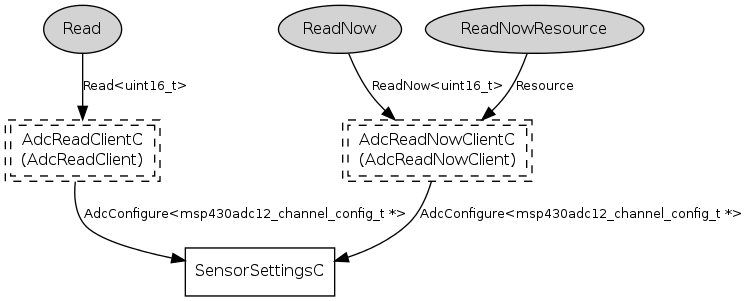 Read
ReadNow
ReadNowResource
Read<uint16_t>
ReadNow<uint16_t>
Resource
AdcReadClientC
(AdcReadClient)
AdcReadNowClientC
(AdcReadNowClient)
AdcConfigure<msp430adc12_channel_config_t *>
AdcConfigure<msp430adc12_channel_config_t *>
SensorSettingsC